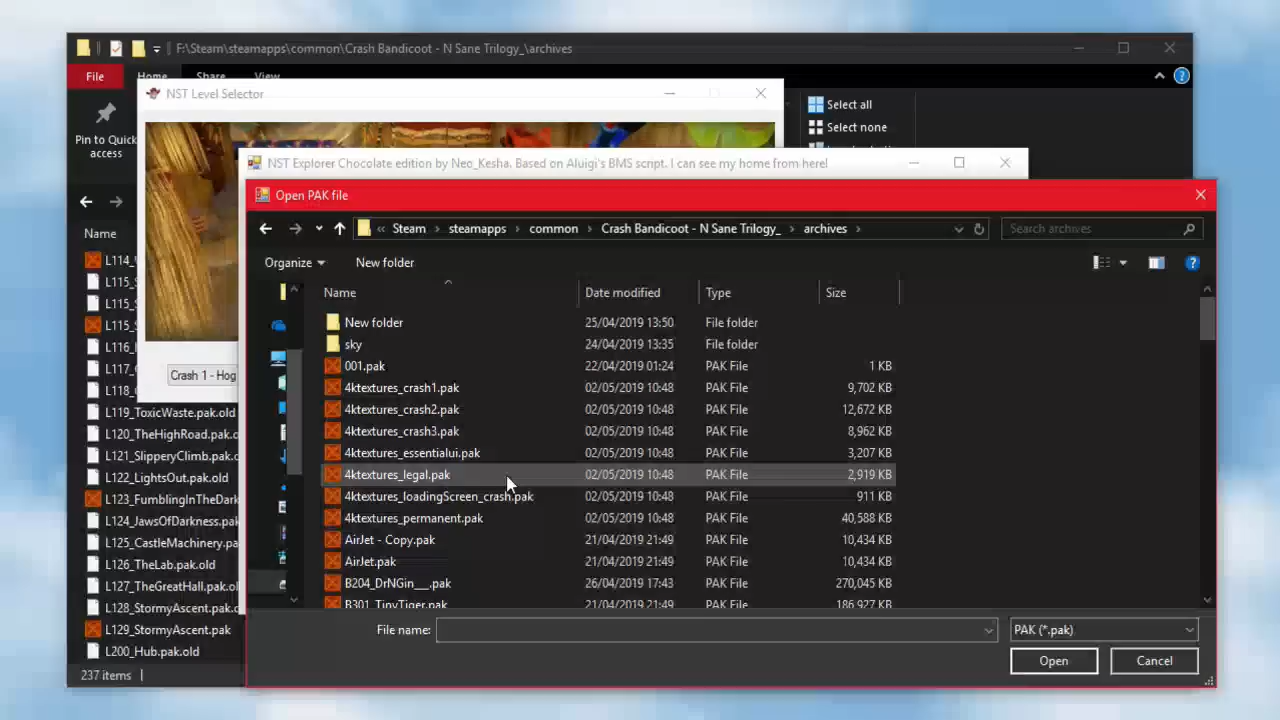 F:\Steam\steamapps\common\Crash Bandicoot - N Sane Trilogy_\archives
File Home Share View
NST Level Selector
Select all
Select none
Pin to Quick
access
NST Explorer Chocolate edition by Neo_Kesha. Based on Aluigi's BMS script. I can see my home from here!
Open PAK file
« Steam > steamapps > common > Crash Bandicoot - N Sane Trilogy_ > archives >
Search archives
Organize
New folder
Name
Date modified
Type
Size
New folder 25/04/2019 13:50 File folder
sky 24/04/2019 13:35 File folder
001.pak 22/04/2019 01:24 PAK File 1 KB
4ktextures_crash1.pak 02/05/2019 10:48 PAK File 9,702 KB
4ktextures_crash2.pak 02/05/2019 10:48 PAK File 12,672 KB
4ktextures_crash3.pak 02/05/2019 10:48 PAK File 8,962 KB
4ktextures_essentialui.pak 02/05/2019 10:48 PAK File 3,207 KB
4ktextures_legal.pak 02/05/2019 10:48 PAK File 2,919 KB
4ktextures_loadingScreen_crash.pak 02/05/2019 10:48 PAK File 911 KB
4ktextures_permanent.pak 02/05/2019 10:48 PAK File 40,588 KB
AirJet - Copy.pak 21/04/2019 21:49 PAK File 10,434 KB
AirJet.pak 21/04/2019 21:49 PAK File 10,434 KB
B204_DrNGin__.pak 26/04/2019 17:43 PAK File 270,045 KB
B301_TinyTiger.pak 21/04/2019 21:49 PAK File 186,927 KB
File name:
PAK (*.pak)
Open
Cancel
Name
L114_
L115_S
L115_S
L115_S
L116_
L117_
L118_
L119_ToxicWaste.pak.old
L120_TheHighRoad.pak.o
L121_SlipperyClimb.pak.o
L122_LightsOut.pak.old
L123_FumblingInTheDark
L124_JawsOfDarkness.pak
L125_CastleMachinery.pa
L126_TheLab.pak.old
L127_TheGreatHall.pak.o
L128_StormyAscent.pak.o
L129_StormyAscent.pak
L200_Hub.pak.old
237 items
Crash 1 - Hog